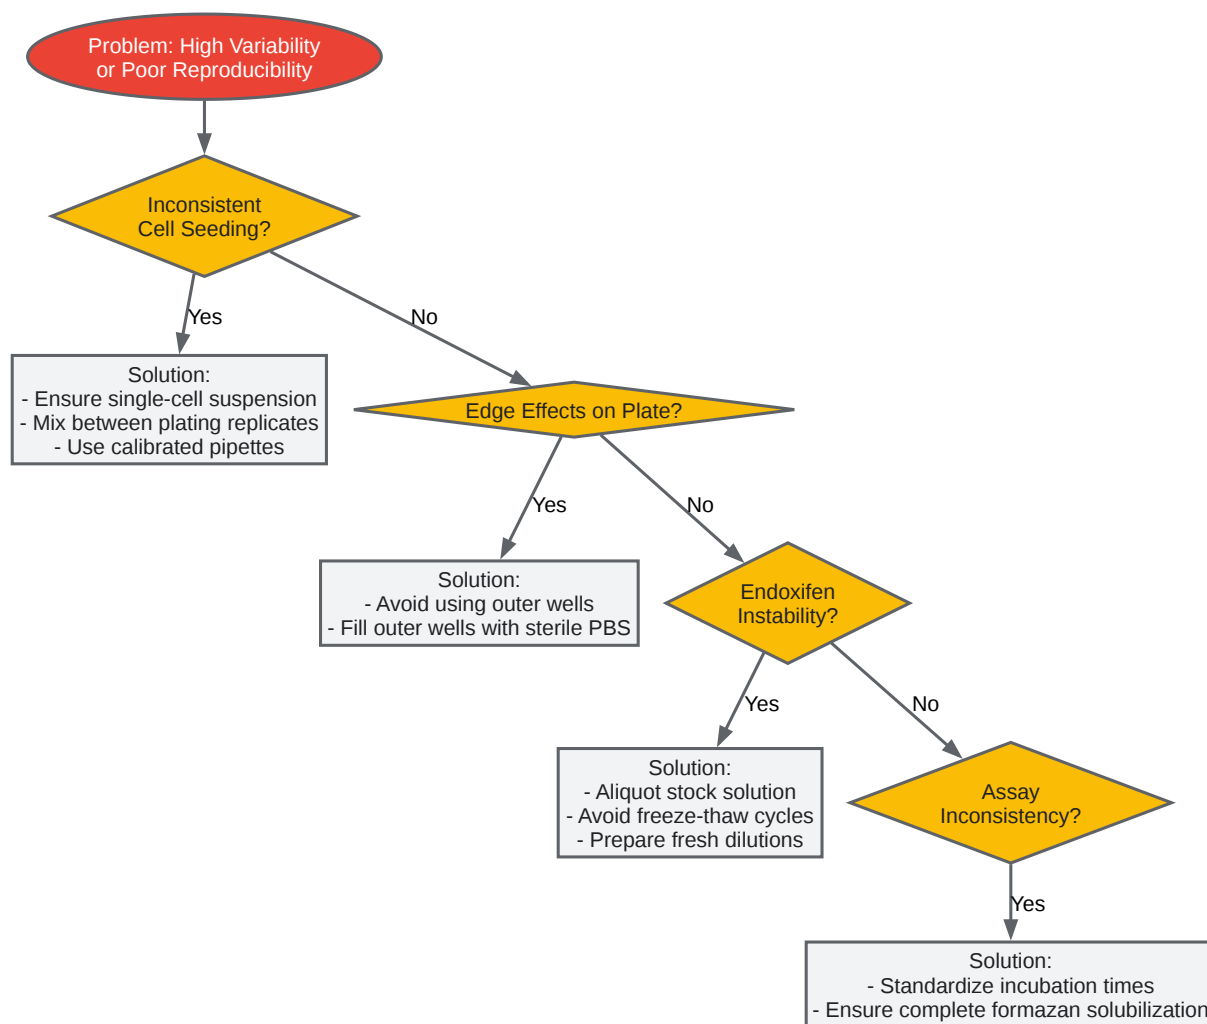 Problem: High Variability
or Poor Reproducibility
Inconsistent
Cell Seeding?
Yes
No
Solution:
- Ensure single-cell suspension
- Mix between plating replicates
- Use calibrated pipettes
Edge Effects on Plate?
Yes
No
Solution:
- Avoid using outer wells
- Fill outer wells with sterile PBS
Endoxifen
Instability?
Yes
No
Solution:
- Aliquot stock solution
- Avoid freeze-thaw cycles
- Prepare fresh dilutions
Assay
Inconsistency?
Yes
Solution:
- Standardize incubation times
- Ensure complete formazan solubilization